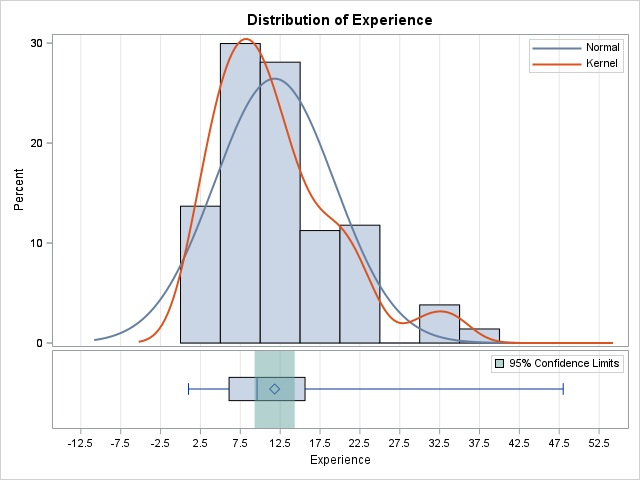 Distribution of Experience
Normal
Kernel
Percent
30
20
10
0
95% Confidence Limits
-12.5 -7.5 -2.5 2.5 7.5 12.5 17.5 22.5 27.5 32.5 37.5 42.5 47.5 52.5
Experience